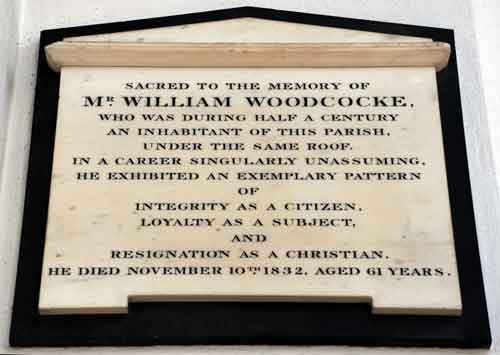 SACRED TO THE MEMORY OF
MR. WILLIAM WOODCOCKE,
WHO WAS DURING HALF A CENTURY
AN INHABITANT OF THIS PARISH,
UNDER THE SAME ROOF.
IN A CAREER SINGULARLY UNASSUMING,
HE EXHIBITED AN EXEMPLARY PATTERN
OF
INTEGRITY AS A CITIZEN,
LOYALTY AS A SUBJECT,
AND
RESIGNATION AS A CHRISTIAN.
HE DIED NOVEMBER 10TH 1832, AGED 61 YEARS.